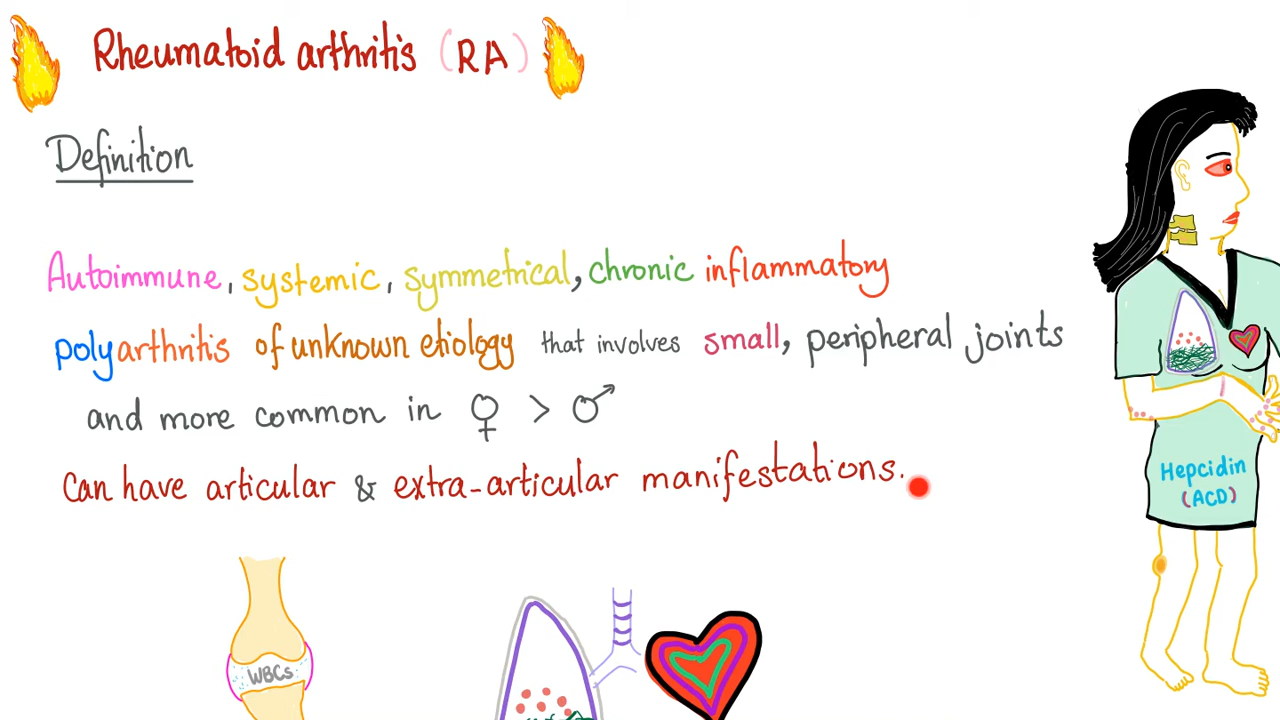 Rheumatoid arthritis (RA)
Definition
Autoimmune, systemic, symmetrical, chronic inflammatory
polyarthritis of unknown etiology that involves small, peripheral joints
and more common in ♀ > ♂
Can have articular & extra-articular manifestations.
Hepcidin
(ACD)
WBCs